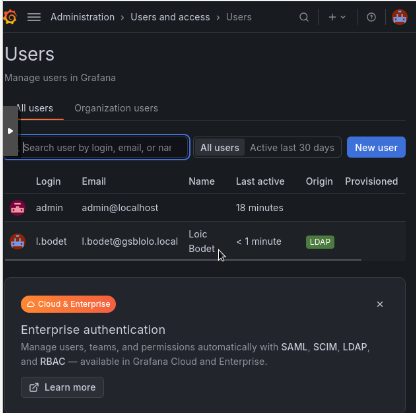 Administration › Users and access › Users
Users
Manage users in Grafana
All users Organization users
Search user by login, email, or nar
All users Active last 30 days New user
Login Email Name Last active Origin Provisioned
admin admin@localhost 18 minutes
l.bodet l.bodet@gsblolo.local Loic Bodet < 1 minute LDAP
Cloud & Enterprise
Enterprise authentication
Manage users, teams, and permissions automatically with SAML, SCIM, LDAP,
and RBAC — available in Grafana Cloud and Enterprise.
Learn more